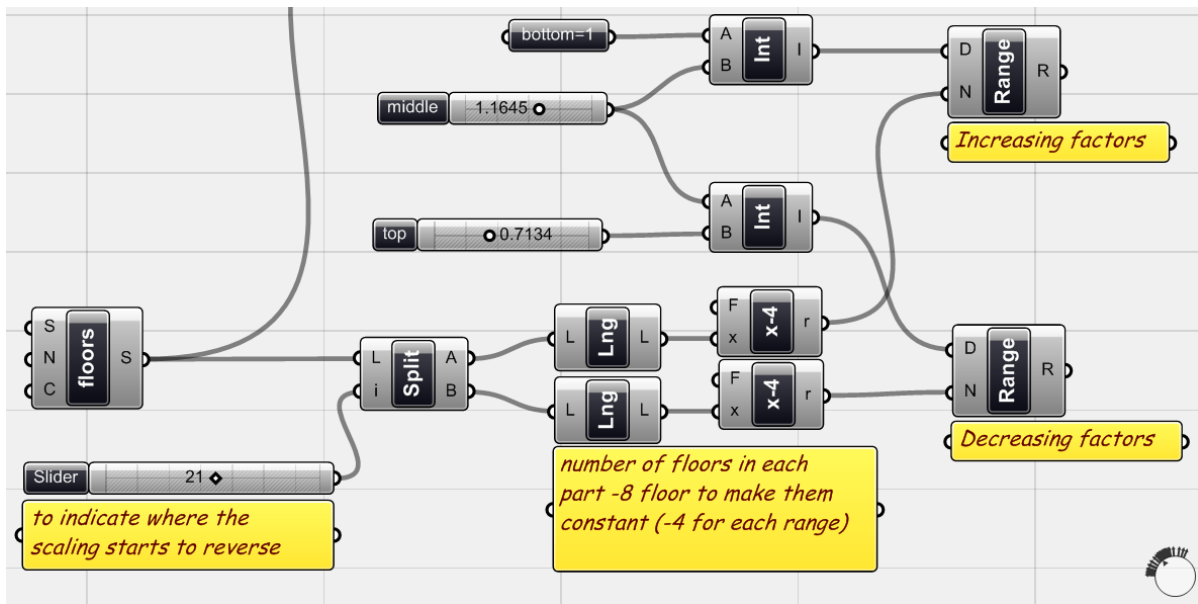 bottom=1
A
B
Int
I
D
N
Range
R
middle
1.1645
Increasing factors
A
B
Int
I
top
0.7134
S
N
C
floors
S
L
i
Split
A
B
L
Lng
L
F
x
x-4
r
L
Lng
L
F
x
x-4
r
D
N
Range
R
Decreasing factors
Slider
21
to indicate where the
scaling starts to reverse
number of floors in each
part -8 floor to make them
constant (-4 for each range)